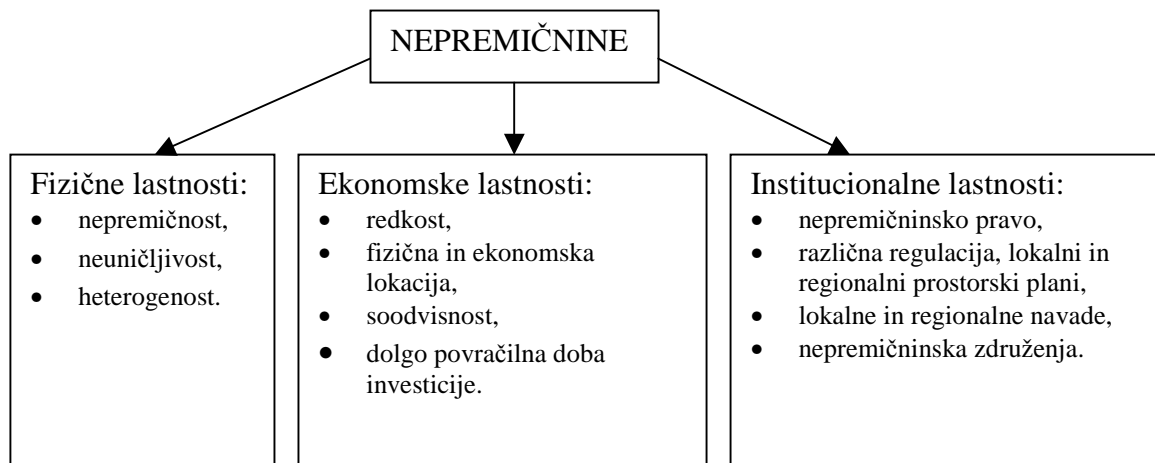 NEPREMIČNINE
Fizične lastnosti:
• nepremičnost,
• neuničljivost,
• heterogenost.
Ekonomske lastnosti:
• redkost,
• fizična in ekonomska
lokacija,
• soodvisnost,
• dolgo povračilna doba
investicije.
Institucionalne lastnosti:
• nepremičninsko pravo,
• različna regulacija, lokalni in
regionalni prostorski plani,
• lokalne in regionalne navade,
• nepremičninska združenja.